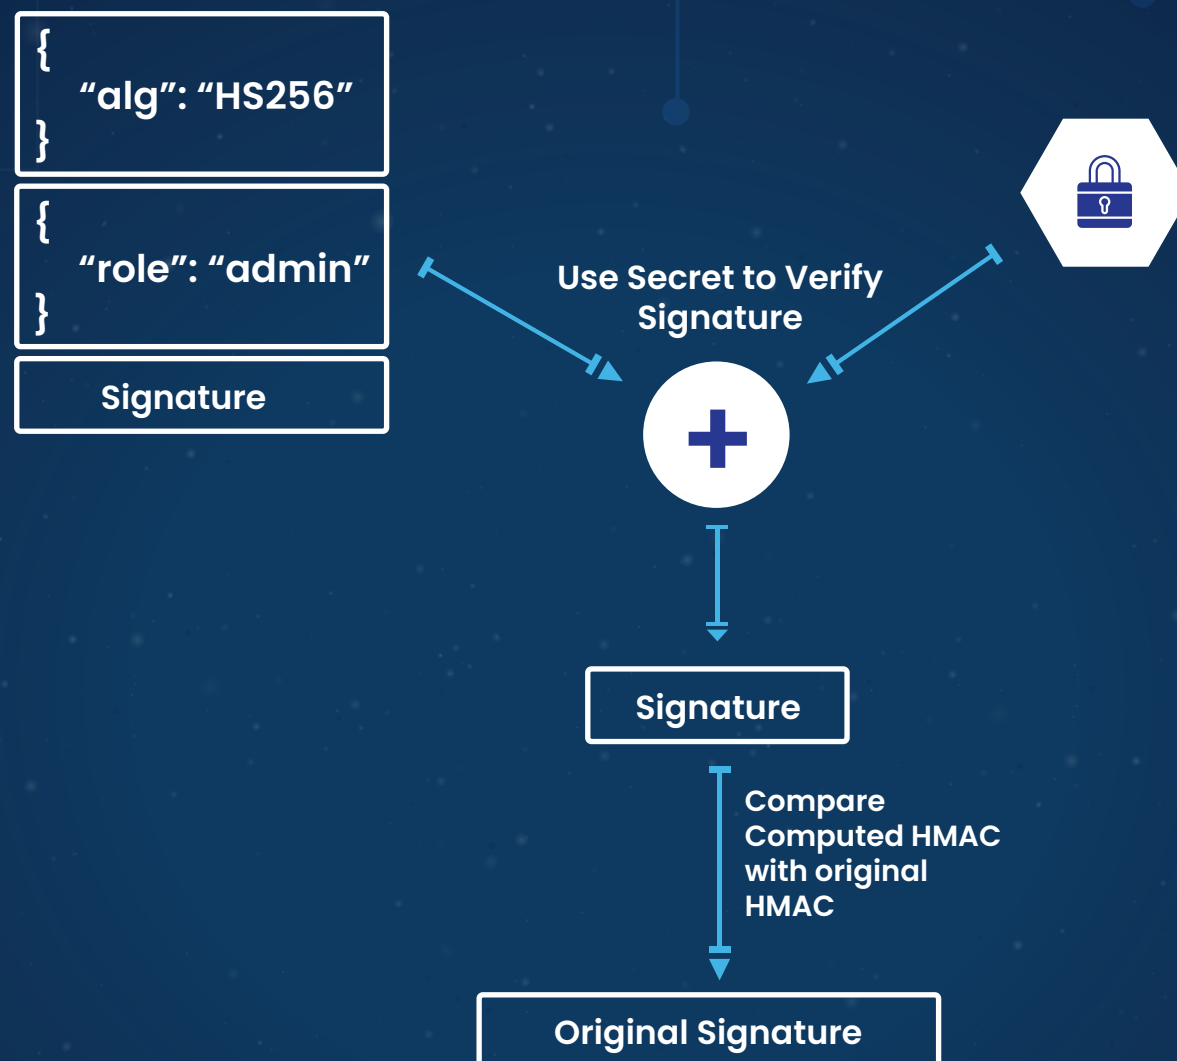 {
“alg”: “HS256”
}
{
“role”: “admin”
}
Signature
Use Secret to Verify
Signature
Signature
Compare
Computed HMAC
with original
HMAC
Original Signature